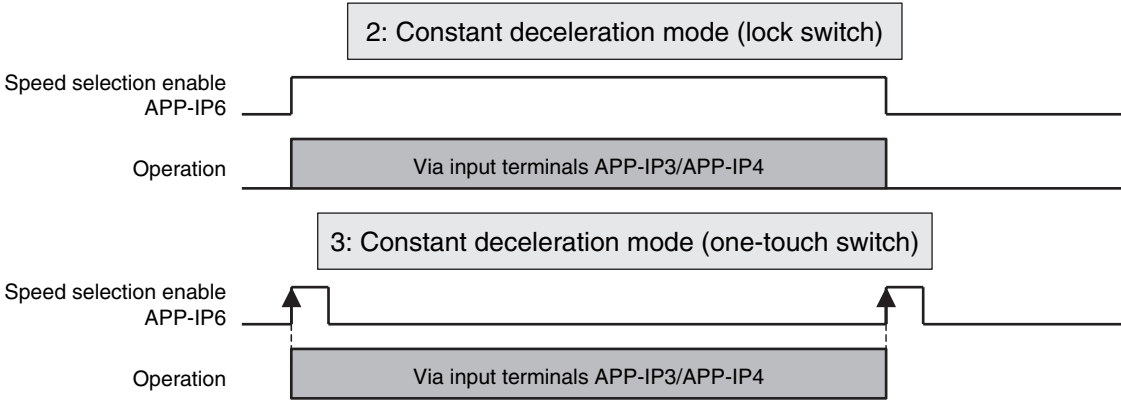 2: Constant deceleration mode (lock switch)
Speed selection enable
APP-IP6
Operation
Via input terminals APP-IP3/APP-IP4
3: Constant deceleration mode (one-touch switch)
Speed selection enable
APP-IP6
Operation
Via input terminals APP-IP3/APP-IP4